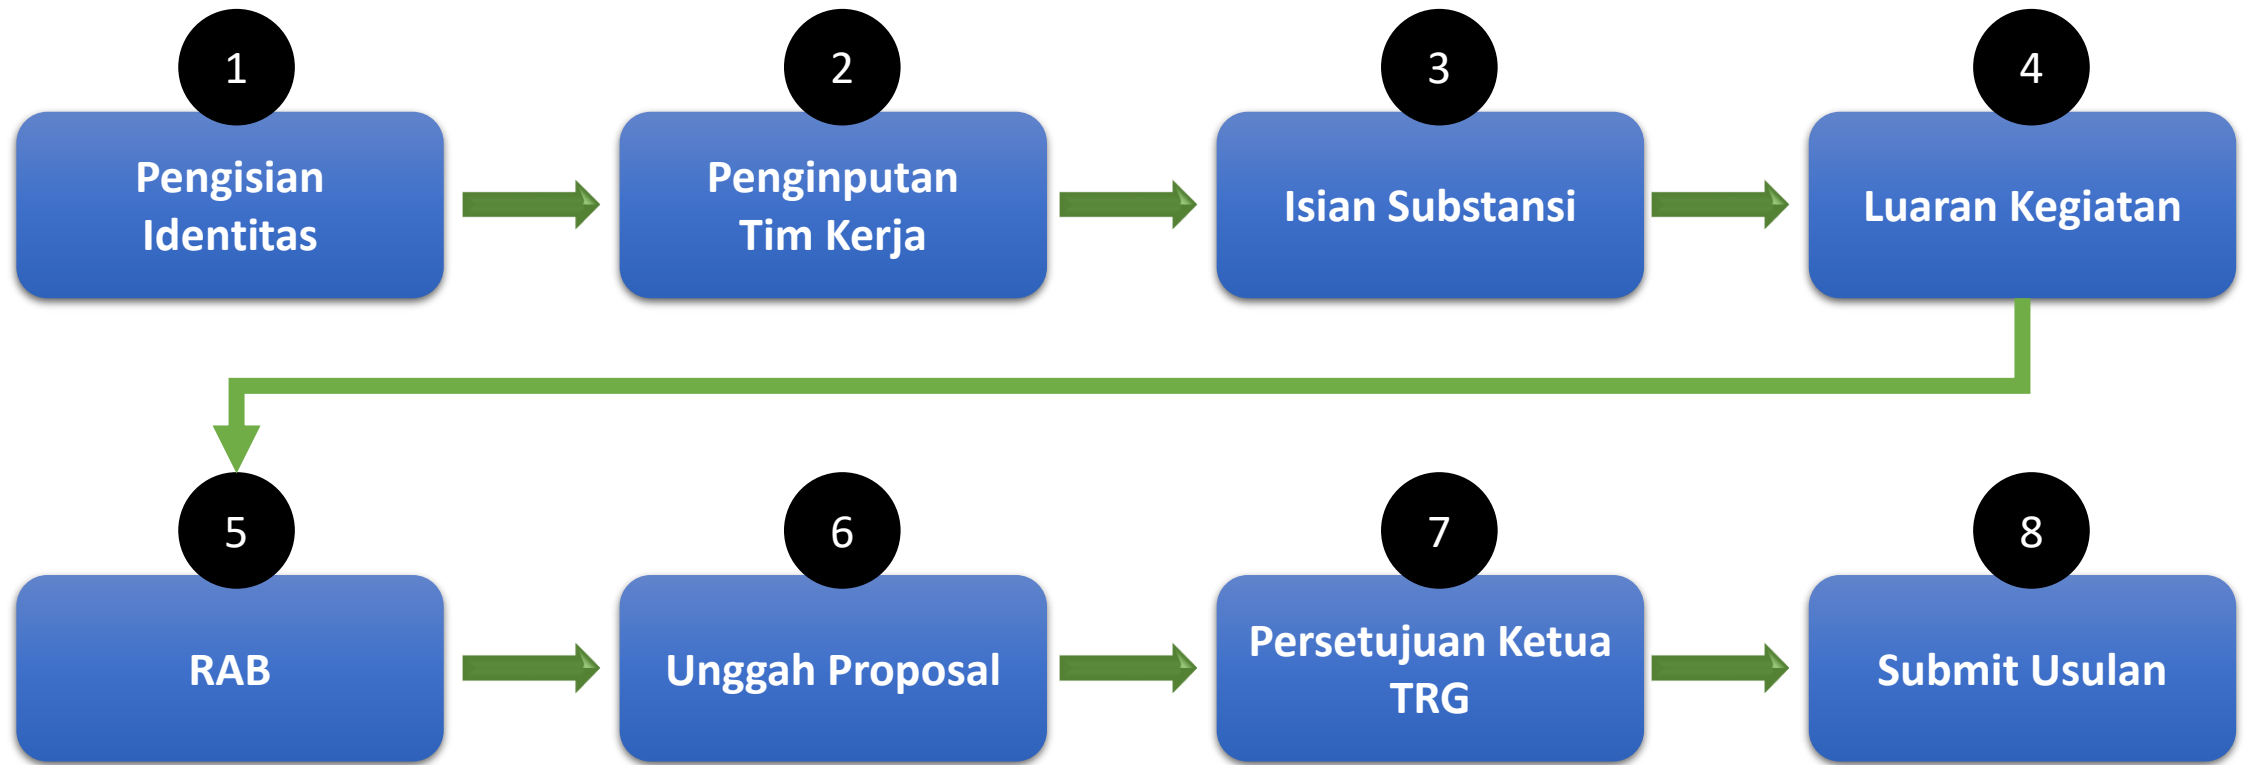 1
Pengisian
Identitas
2
Penginputan
Tim Kerja
3
Isian Substansi
4
Luaran Kegiatan
5
RAB
6
Unggah Proposal
7
Persetujuan Ketua
TRG
8
Submit Usulan